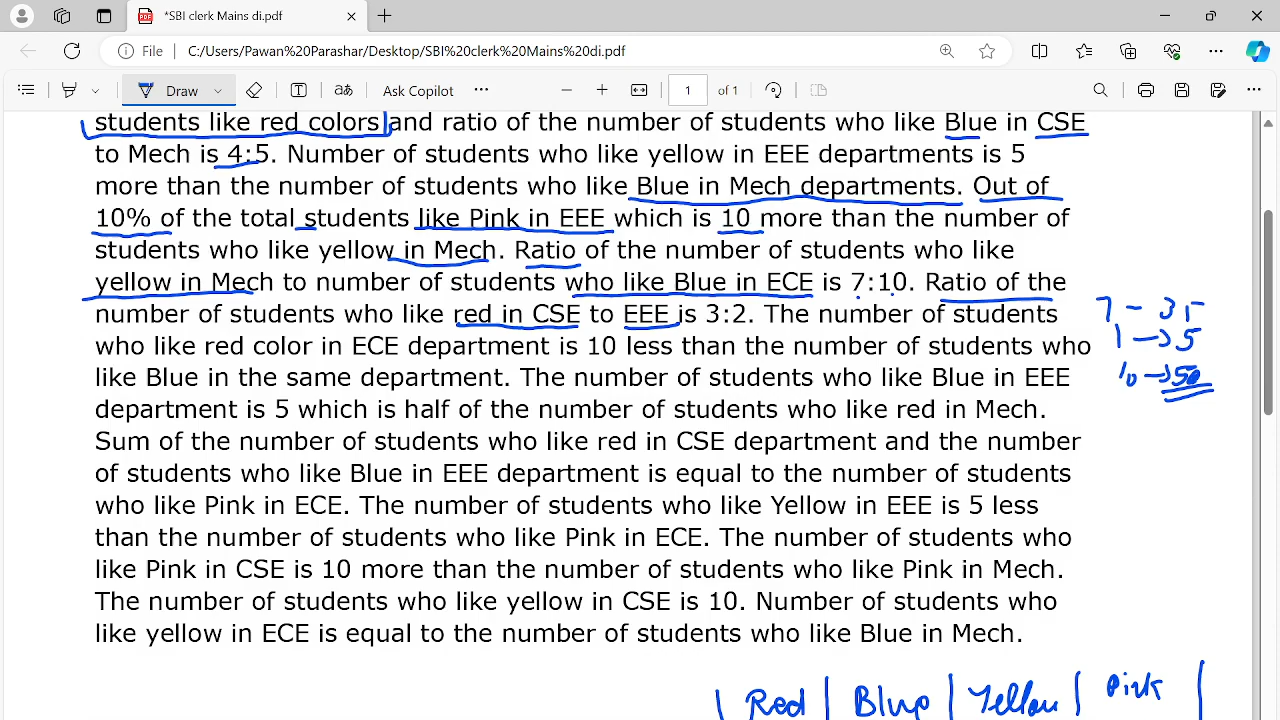 *SBI clerk Mains di.pdf
File C:/Users/Pawan%20Parashar/Desktop/SBI%20clerk%20Mains%20di.pdf
Draw Ask Copilot 1 of 1
students like red colors and ratio of the number of students who like Blue in CSE
to Mech is 4:5. Number of students who like yellow in EEE departments is 5
more than the number of students who like Blue in Mech departments. Out of
10% of the total students like Pink in EEE which is 10 more than the number of
students who like yellow in Mech. Ratio of the number of students who like
yellow in Mech to number of students who like Blue in ECE is 7:10. Ratio of the
number of students who like red in CSE to EEE is 3:2. The number of students
who like red color in ECE department is 10 less than the number of students who
like Blue in the same department. The number of students who like Blue in EEE
department is 5 which is half of the number of students who like red in Mech.
Sum of the number of students who like red in CSE department and the number
of students who like Blue in EEE department is equal to the number of students
who like Pink in ECE. The number of students who like Yellow in EEE is 5 less
than the number of students who like Pink in ECE. The number of students who
like Pink in CSE is 10 more than the number of students who like Pink in Mech.
The number of students who like yellow in CSE is 10. Number of students who
like yellow in ECE is equal to the number of students who like Blue in Mech.
7 - 35
1 → 5
10 → 50
Red Blue Yellow Pink